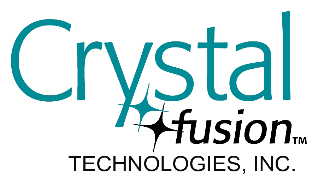 Crystal
fusion™
TECHNOLOGIES, INC.